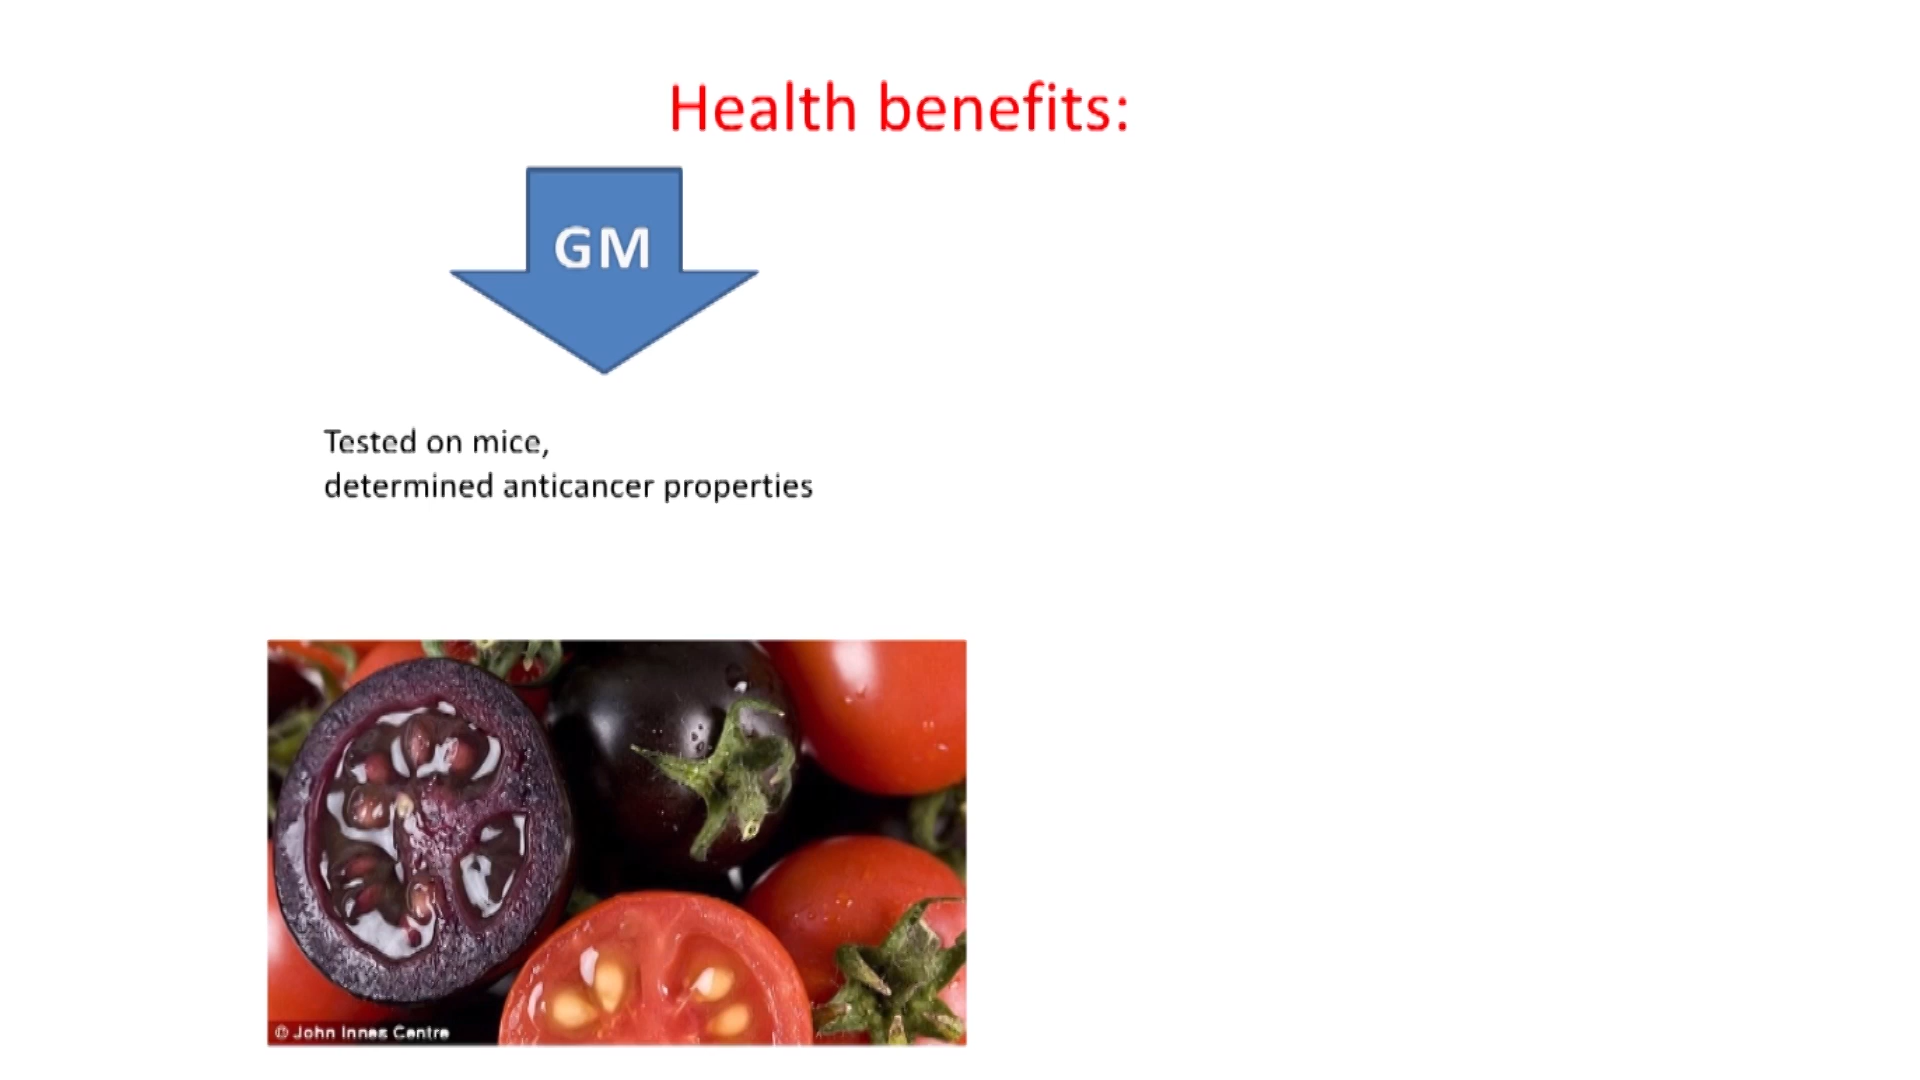 Health benefits:
GM
Tested on mice,
determined anticancer properties
© John Innes Centre